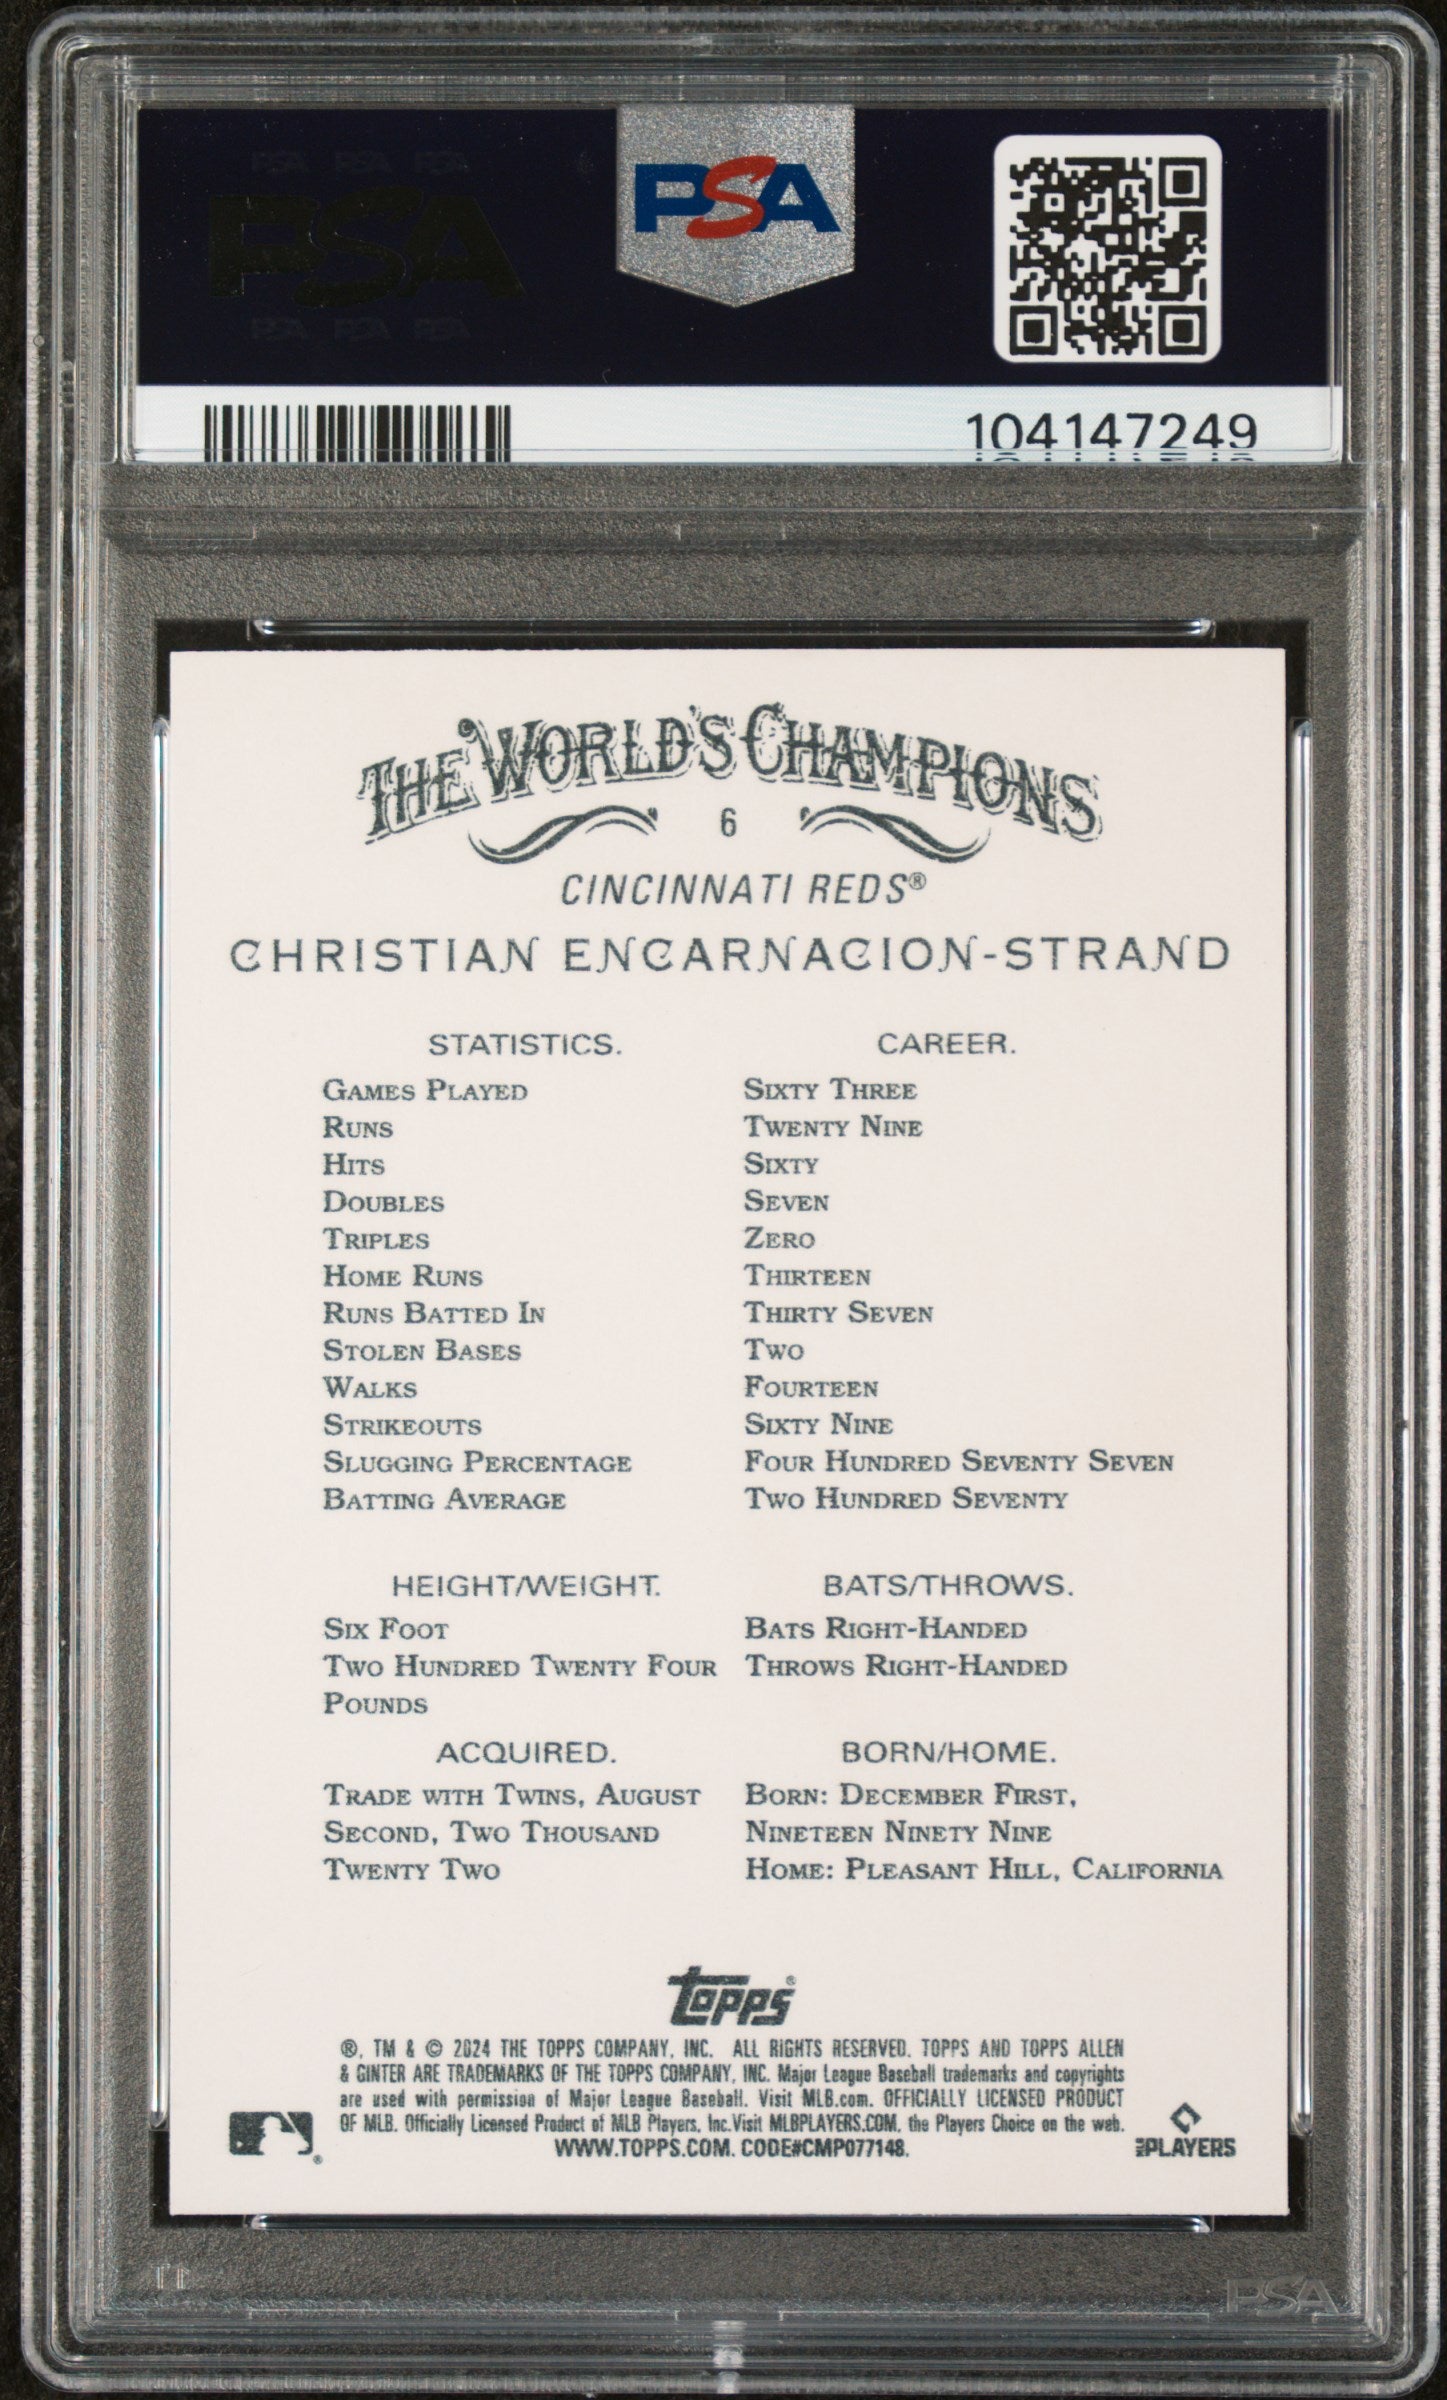 PSA PSA PSA
PSA
PSA
PSA PSA PSA
104147249
THE WORLD'S CHAMPIONS
6
CINCINNATI REDS®
CHRISTIAN ENCARNACION-STRAND
STATISTICS. CAREER.
GAMES PLAYED SIXTY THREE
RUNS TWENTY NINE
HITS SIXTY
DOUBLES SEVEN
TRIPLES ZERO
HOME RUNS THIRTEEN
RUNS BATTED IN THIRTY SEVEN
STOLEN BASES TWO
WALKS FOURTEEN
STRIKEOUTS SIXTY NINE
SLUGGING PERCENTAGE FOUR HUNDRED SEVENTY SEVEN
BATTING AVERAGE TWO HUNDRED SEVENTY
HEIGHT/WEIGHT. BATS/THROWS.
SIX FOOT BATS RIGHT-HANDED
TWO HUNDRED TWENTY FOUR THROWS RIGHT-HANDED
POUNDS
ACQUIRED. BORN/HOME.
TRADE WITH TWINS, AUGUST BORN: DECEMBER FIRST,
SECOND, TWO THOUSAND NINETEEN NINETY NINE
TWENTY TWO HOME: PLEASANT HILL, CALIFORNIA
Topps®
®, TM & © 2024 THE TOPPS COMPANY, INC. ALL RIGHTS RESERVED. TOPPS AND TOPPS ALLEN
& GINTER ARE TRADEMARKS OF THE TOPPS COMPANY, INC. Major League Baseball trademarks and copyrights
are used with permission of Major League Baseball. Visit MLB.com. OFFICIALLY LICENSED PRODUCT
OF MLB. Officially Licensed Product of MLB Players, Inc.Visit MLBPLAYERS.COM, the Players Choice on the web.
WWW.TOPPS.COM. CODE#CMP077148.
MLB PLAYERS
PSA